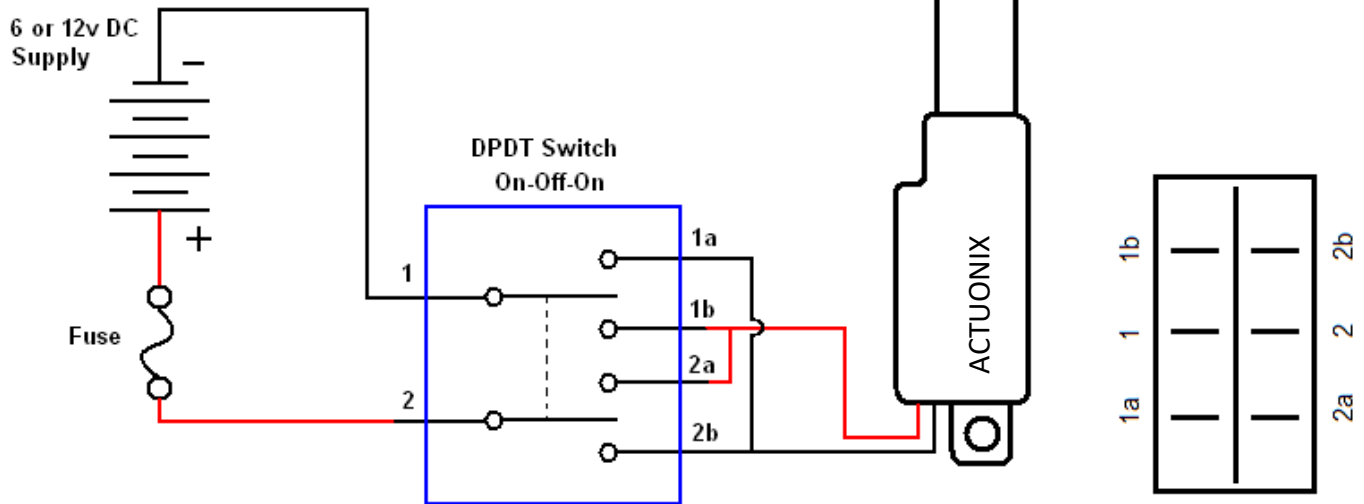 6 or 12v DC
Supply
−
+
Fuse
DPDT Switch
On-Off-On
1
2
1a
1b
2a
2b
ACTUONIX
1b
1
1a
2b
2
2a